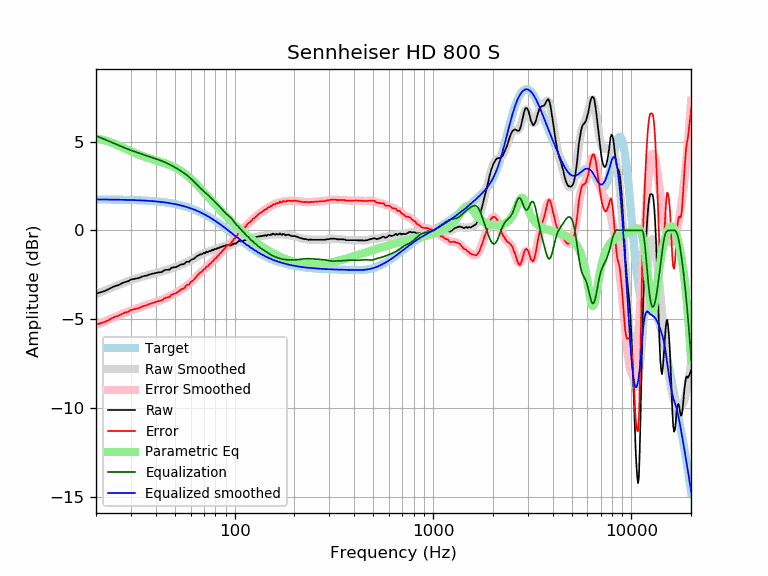 Sennheiser HD 800 S
Amplitude (dBr)
5
0
−5
−10
−15
Target
Raw Smoothed
Error Smoothed
Raw
Error
Parametric Eq
Equalization
Equalized smoothed
100
1000
10000
Frequency (Hz)